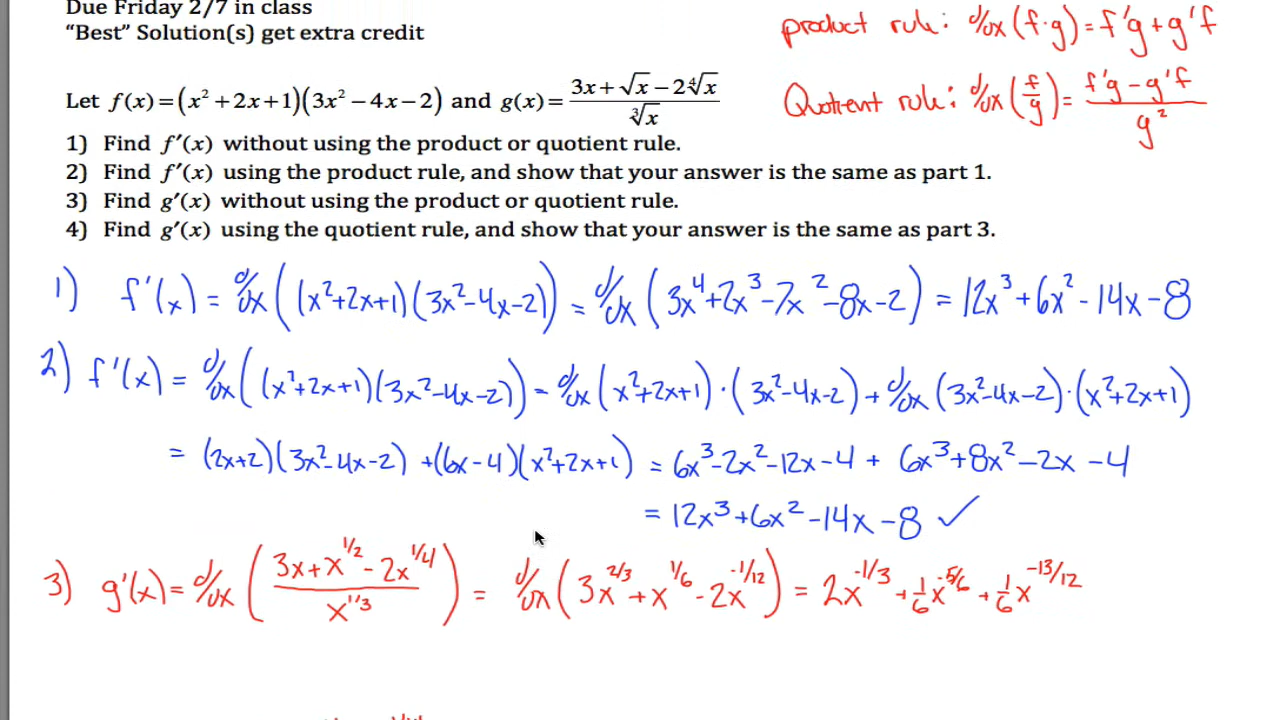 Due Friday 2/7 in class
“Best” Solution(s) get extra credit
product rule: d/dx (f·g) = f'g + g'f
Quotient rule: d/dx (f/g) = (f'g - g'f)/g²
Let f(x)=(x²+2x+1)(3x²−4x−2) and g(x)=(3x+√x−2∜x)/∛x
1) Find f′(x) without using the product or quotient rule.
2) Find f′(x) using the product rule, and show that your answer is the same as part 1.
3) Find g′(x) without using the product or quotient rule.
4) Find g′(x) using the quotient rule, and show that your answer is the same as part 3.
1) f'(x) = d/dx ((x²+2x+1)(3x²-4x-2)) = d/dx (3x⁴+2x³-7x²-8x-2) = 12x³+6x²-14x-8
2) f'(x) = d/dx ((x²+2x+1)(3x²-4x-2)) = d/dx (x²+2x+1)·(3x²-4x-2) + d/dx (3x²-4x-2)·(x²+2x+1)
= (2x+2)(3x²-4x-2) +(6x-4)(x²+2x+1) = 6x³-2x²-12x-4 + 6x³+8x²-2x-4
= 12x³+6x²-14x-8 ✓
3) g'(x) = d/dx ((3x+x^1/2-2x^1/4)/x^1/3) = d/dx (3x^2/3+x^1/6-2x^-1/12) = 2x^-1/3+1/6x^-5/6+1/6x^-13/12